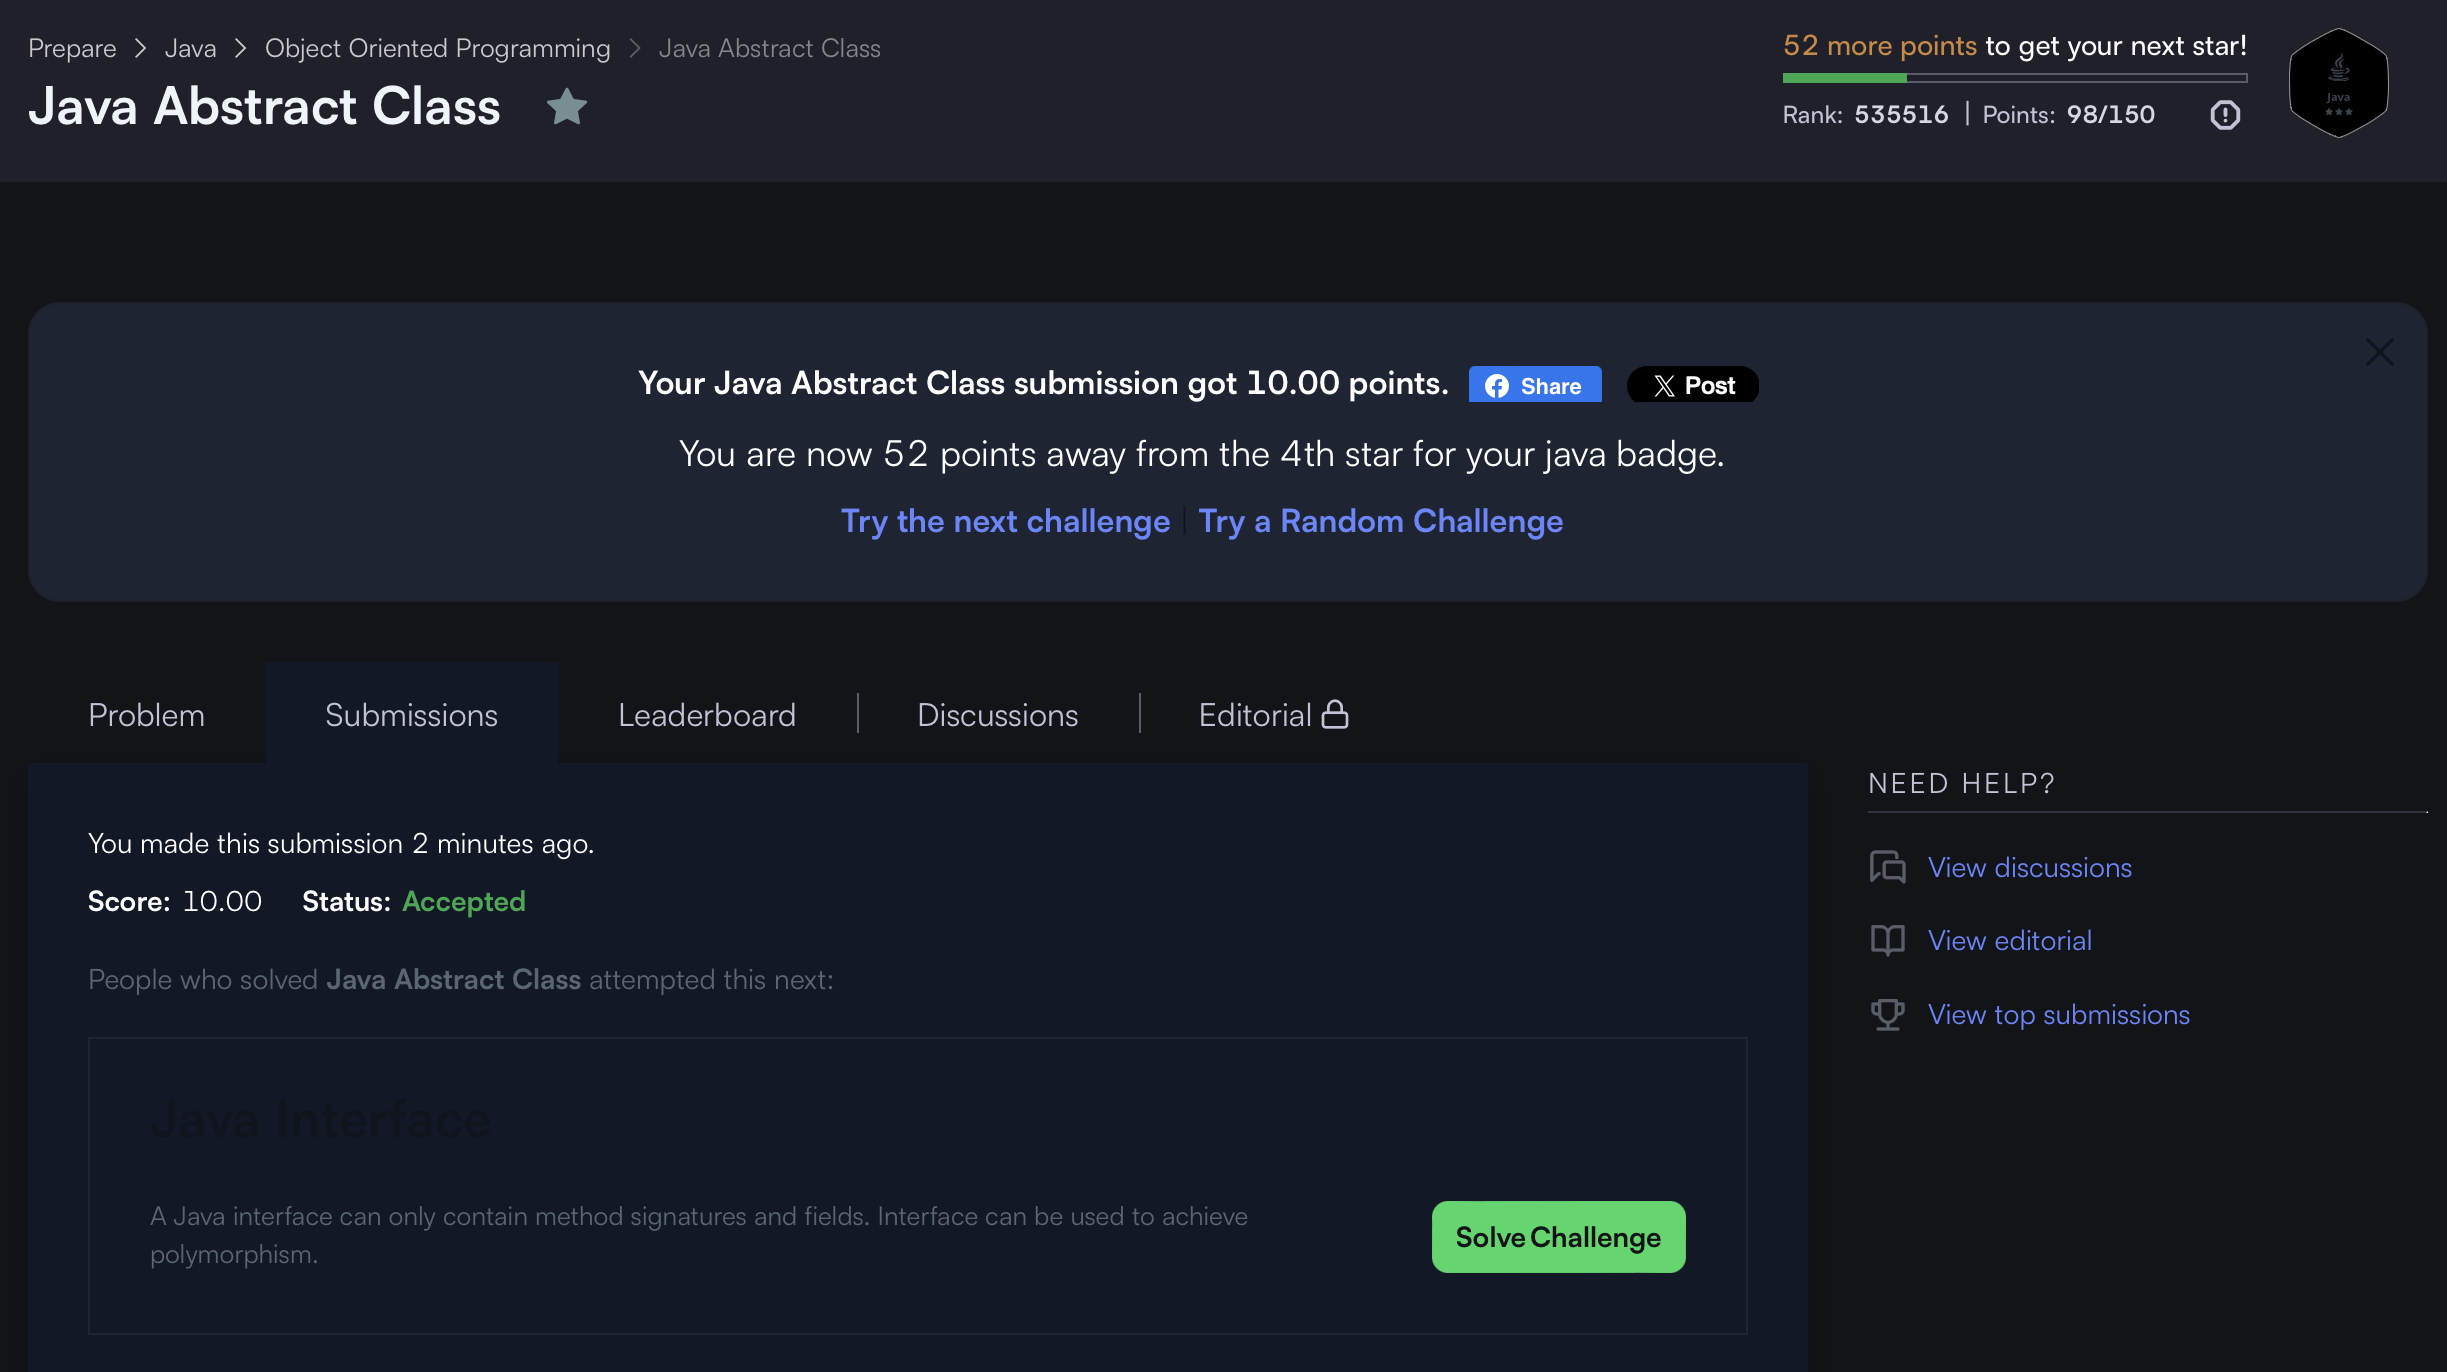 Prepare > Java > Object Oriented Programming > Java Abstract Class
Java Abstract Class
52 more points to get your next star!
Rank: 535516 | Points: 98/150
Java
Your Java Abstract Class submission got 10.00 points. Share Post
You are now 52 points away from the 4th star for your java badge.
Try the next challenge | Try a Random Challenge
Problem Submissions Leaderboard Discussions Editorial
You made this submission 2 minutes ago.
Score: 10.00 Status: Accepted
People who solved Java Abstract Class attempted this next:
Java Interface
A Java interface can only contain method signatures and fields. Interface can be used to achieve
polymorphism.
Solve Challenge
NEED HELP?
View discussions
View editorial
View top submissions